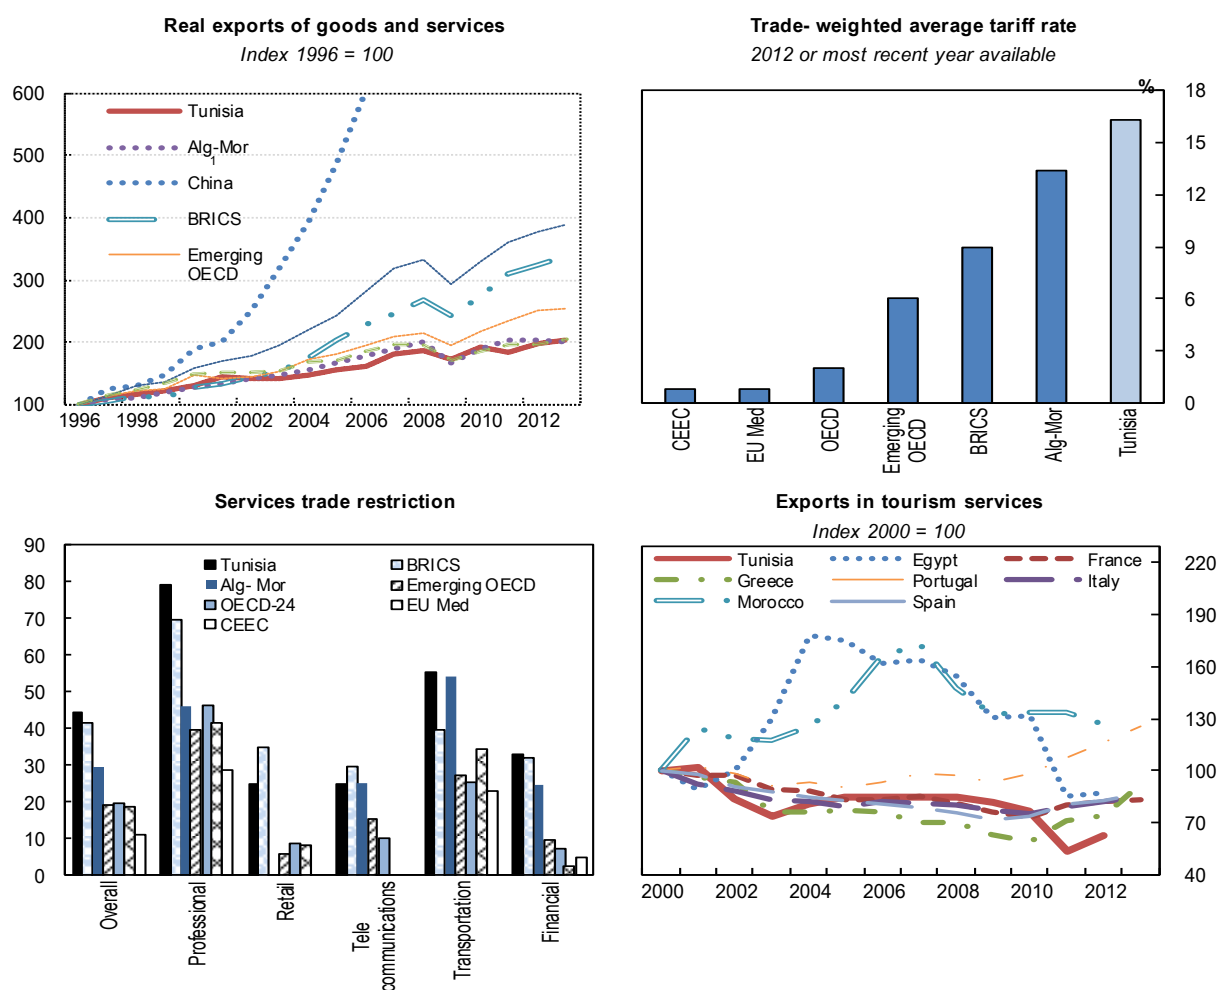 Real exports of goods and services
Index 1996 = 100
600
500
400
300
200
100
Tunisia
Alg-Mor
1
China
BRICS
Emerging
OECD
1996 1998 2000 2002 2004 2006 2008 2010 2012
Trade- weighted average tariff rate
2012 or most recent year available
%
18
15
12
9
6
3
0
CEEC
EU Med
OECD
Emerging
OECD
BRICS
Alg-Mor
Tunisia
Services trade restriction
90
80
70
60
50
40
30
20
10
0
Tunisia
BRICS
Alg- Mor
Emerging OECD
OECD-24
EU Med
CEEC
Overall
Professional
Retail
Tele
communications
Transportation
Financial
Exports in tourism services
Index 2000 = 100
Tunisia
Egypt
France
Greece
Portugal
Italy
Morocco
Spain
220
190
160
130
100
70
40
2000 2002 2004 2006 2008 2010 2012